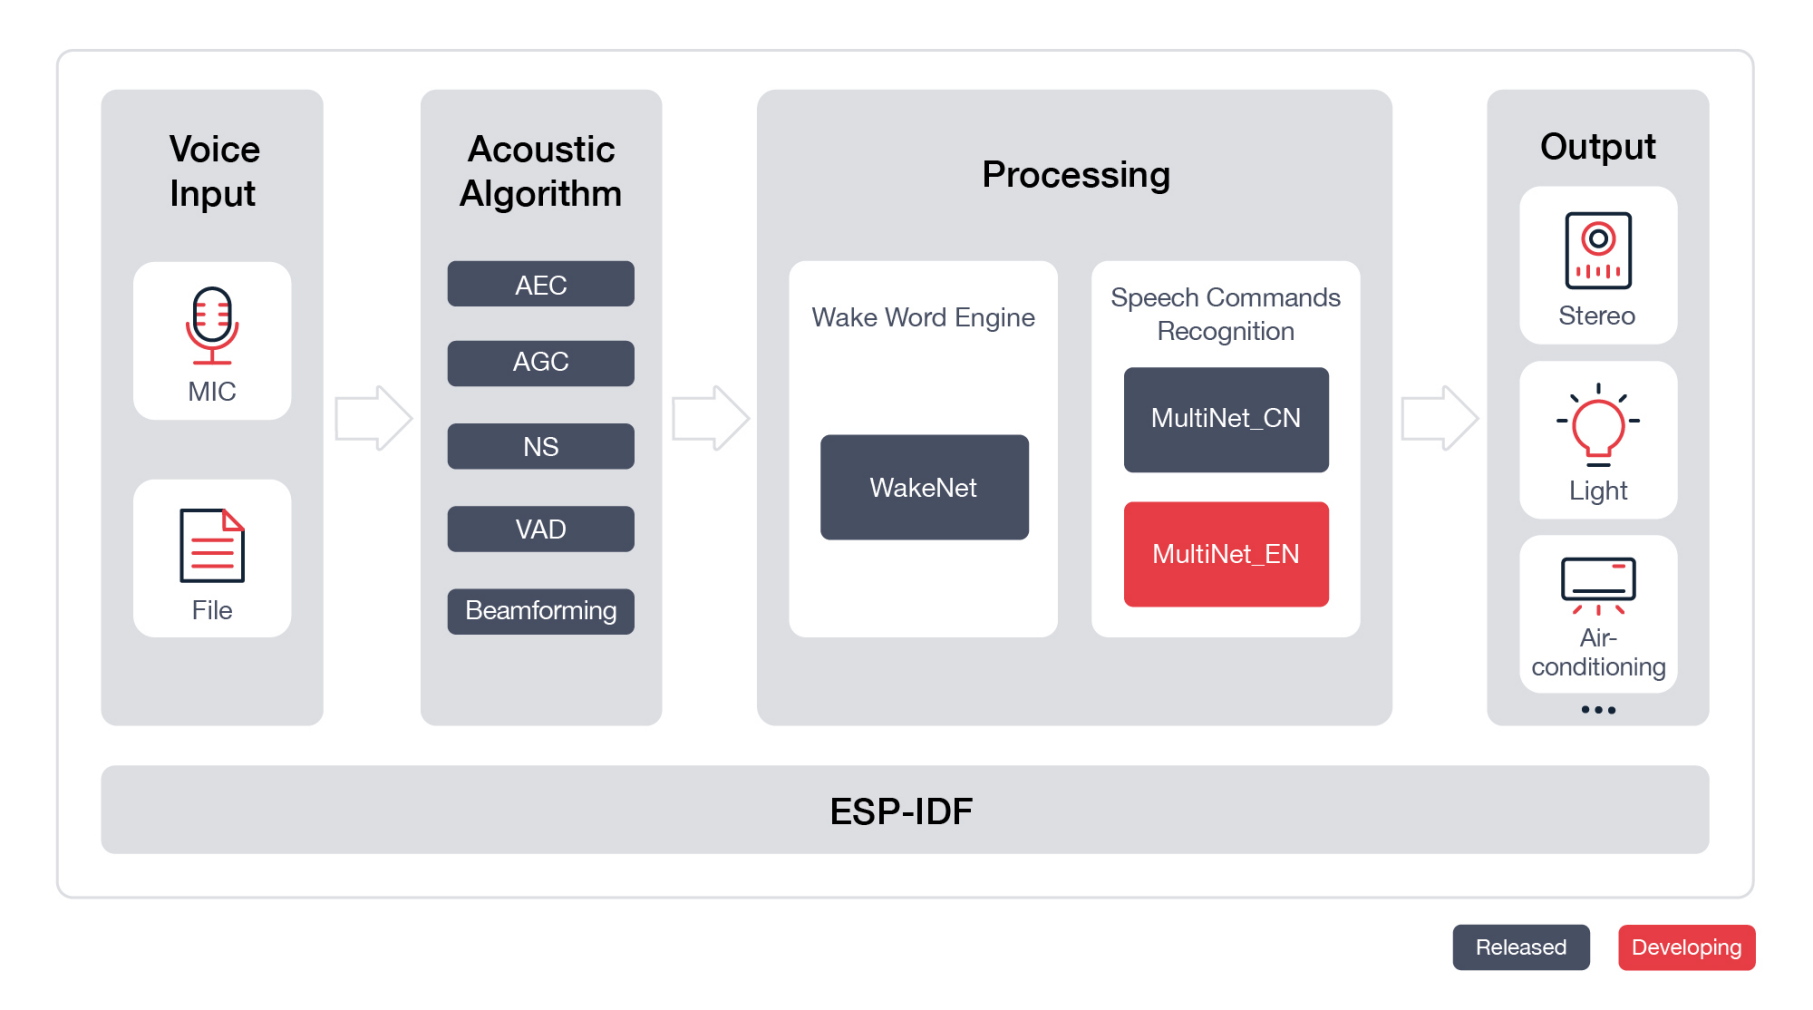 Voice
Input
MIC
File
Acoustic
Algorithm
AEC
AGC
NS
VAD
Beamforming
Processing
Wake Word Engine
WakeNet
Speech Commands
Recognition
MultiNet_CN
MultiNet_EN
Output
Stereo
Light
Air-
conditioning
•••
ESP-IDF
Released
Developing